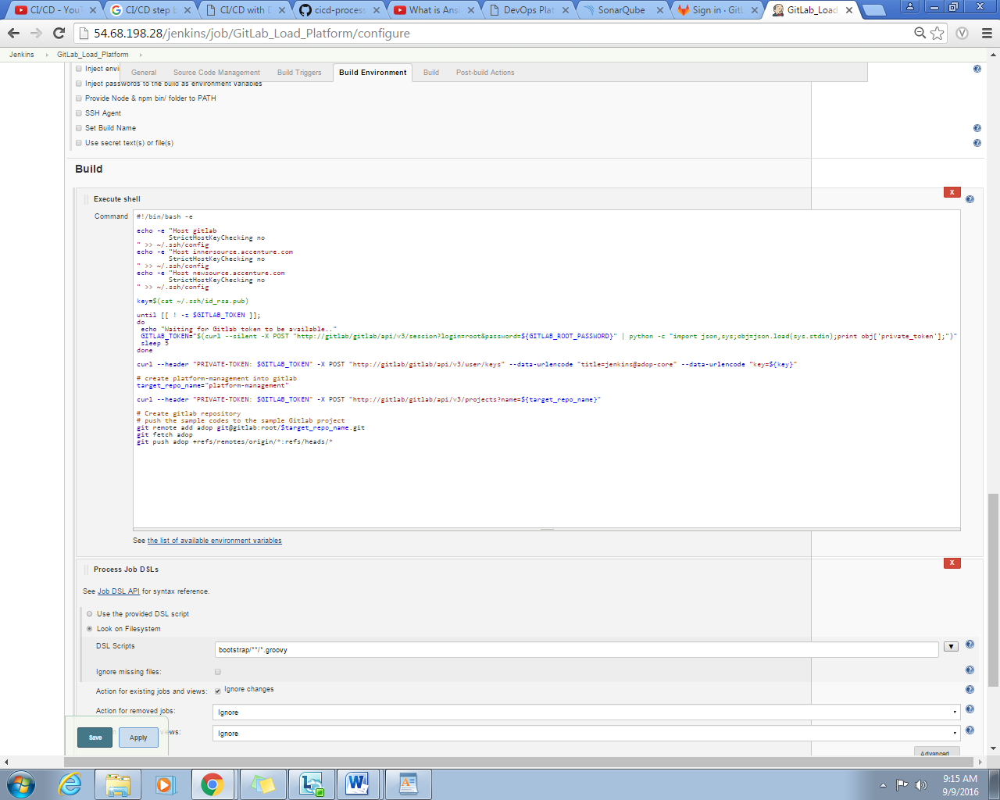 CI/CD - You
CI/CD step b
CI/CD with D
cicd-process
What is Ans
DevOps Plat
SonarQube
Sign in · GitL
GitLab_Load
54.68.198.28/jenkins/job/GitLab_Load_Platform/configure
Jenkins
GitLab_Load_Platform
General
Source Code Management
Build Triggers
Build Environment
Build
Post-build Actions
Inject envi
Inject passwords to the build as environment variables
Provide Node & npm bin/ folder to PATH
SSH Agent
Set Build Name
Use secret text(s) or file(s)
Build
X
Execute shell
Command
#!/bin/bash -e
echo -e "Host gitlab
StrictHostKeyChecking no
" >> ~/.ssh/config
echo -e "Host innersource.accenture.com
StrictHostKeyChecking no
" >> ~/.ssh/config
echo -e "Host newsource.accenture.com
StrictHostKeyChecking no
" >> ~/.ssh/config
key=$(cat ~/.ssh/id_rsa.pub)
until [[ ! -z $GITLAB_TOKEN ]];
do
echo "Waiting for Gitlab token to be available.."
GITLAB_TOKEN="$(curl --silent -X POST "http://gitlab/gitlab/api/v3/session?login=root&password=${GITLAB_ROOT_PASSWORD}" | python -c "import json,sys;obj=json.load(sys.stdin);print obj['private_token'];")"
sleep 5
done
curl --header "PRIVATE-TOKEN: $GITLAB_TOKEN" -X POST "http://gitlab/gitlab/api/v3/user/keys" --data-urlencode "title=jenkins@adop-core" --data-urlencode "key=${key}"
# create platform-management into gitlab
target_repo_name="platform-management"
curl --header "PRIVATE-TOKEN: $GITLAB_TOKEN" -X POST "http://gitlab/gitlab/api/v3/projects?name=${target_repo_name}"
# Create gitlab repository
# push the sample codes to the sample Gitlab project
git remote add adop git@gitlab:root/$target_repo_name.git
git fetch adop
git push adop +refs/remotes/origin/*:refs/heads/*
See the list of available environment variables
X
Process Job DSLs
See Job DSL API for syntax reference.
Use the provided DSL script
Look on Filesystem
DSL Scripts
bootstrap/**/*.groovy
Ignore missing files:
Action for existing jobs and views:
Ignore changes
Action for removed jobs:
Ignore
iews:
Ignore
Save
Apply
Advanced...
9:15 AM
9/9/2016